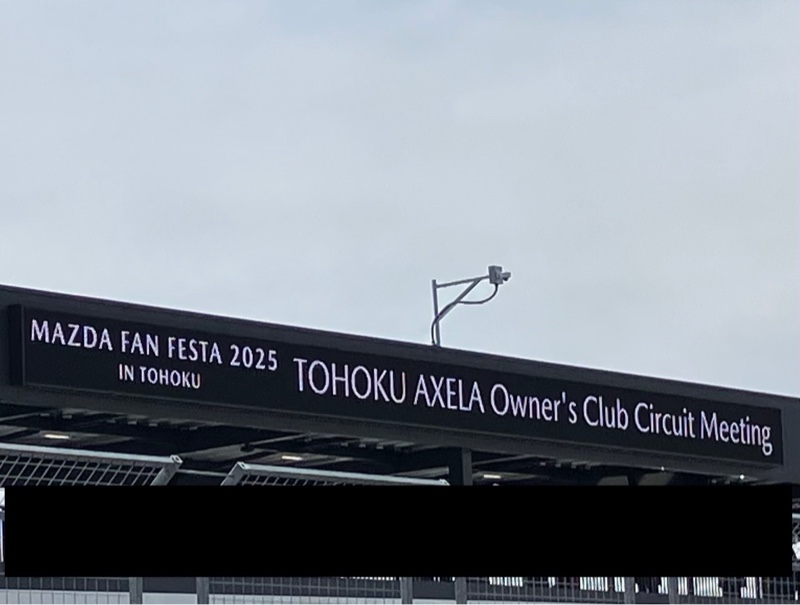 MAZDA FAN FESTA 2025
IN TOHOKU
TOHOKU AXELA Owner's Club Circuit Meeting